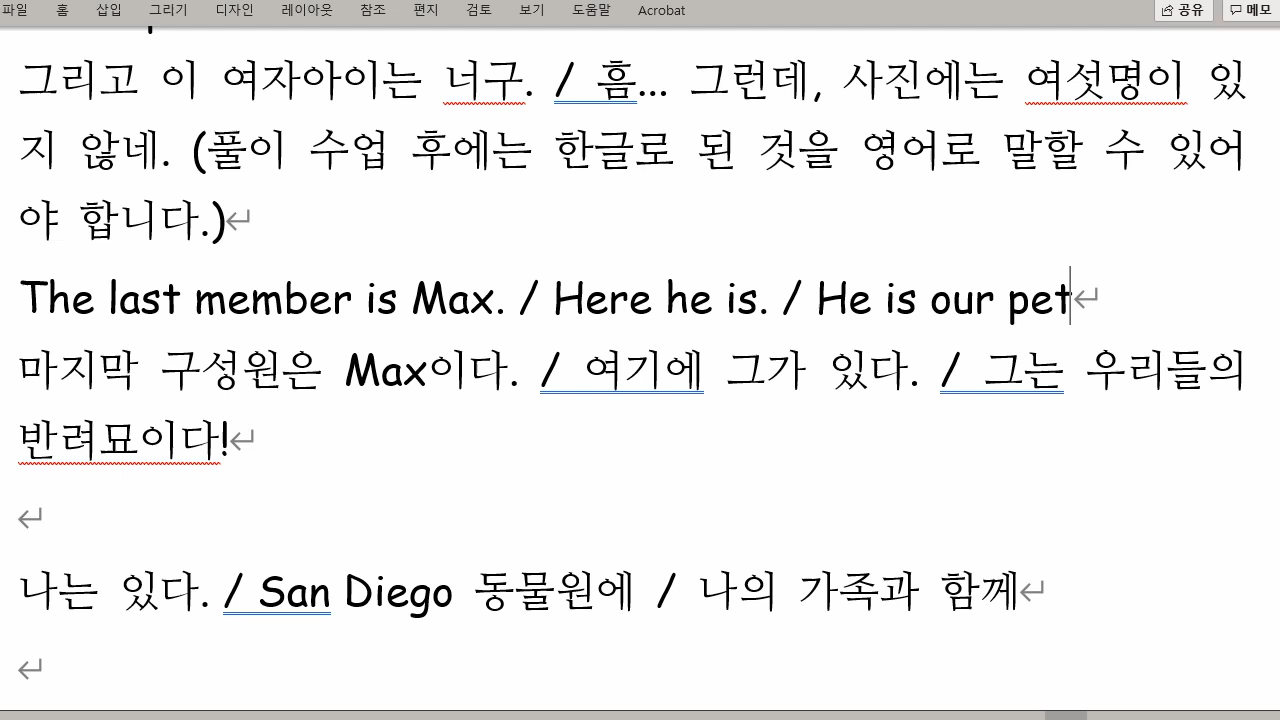 파일 홈 삽입 그리기 디자인 레이아웃 참조 편지 검토 보기 도움말 Acrobat 공유 메모
그리고 이 여자아이는 너구. / 흠... 그런데, 사진에는 여섯명이 있
지 않네. (풀이 수업 후에는 한글로 된 것을 영어로 말할 수 있어
야 합니다.)↵
The last member is Max. / Here he is. / He is our pet↵
마지막 구성원은 Max이다. / 여기에 그가 있다. / 그는 우리들의
반려묘이다!↵
↵
나는 있다. / San Diego 동물원에 / 나의 가족과 함께↵
↵